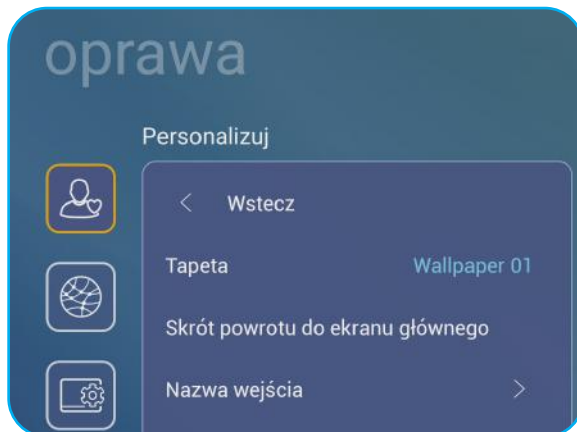 oprawa
Personalizuj
Wstecz
Tapeta Wallpaper 01
Skrót powrotu do ekranu głównego
Nazwa wejścia